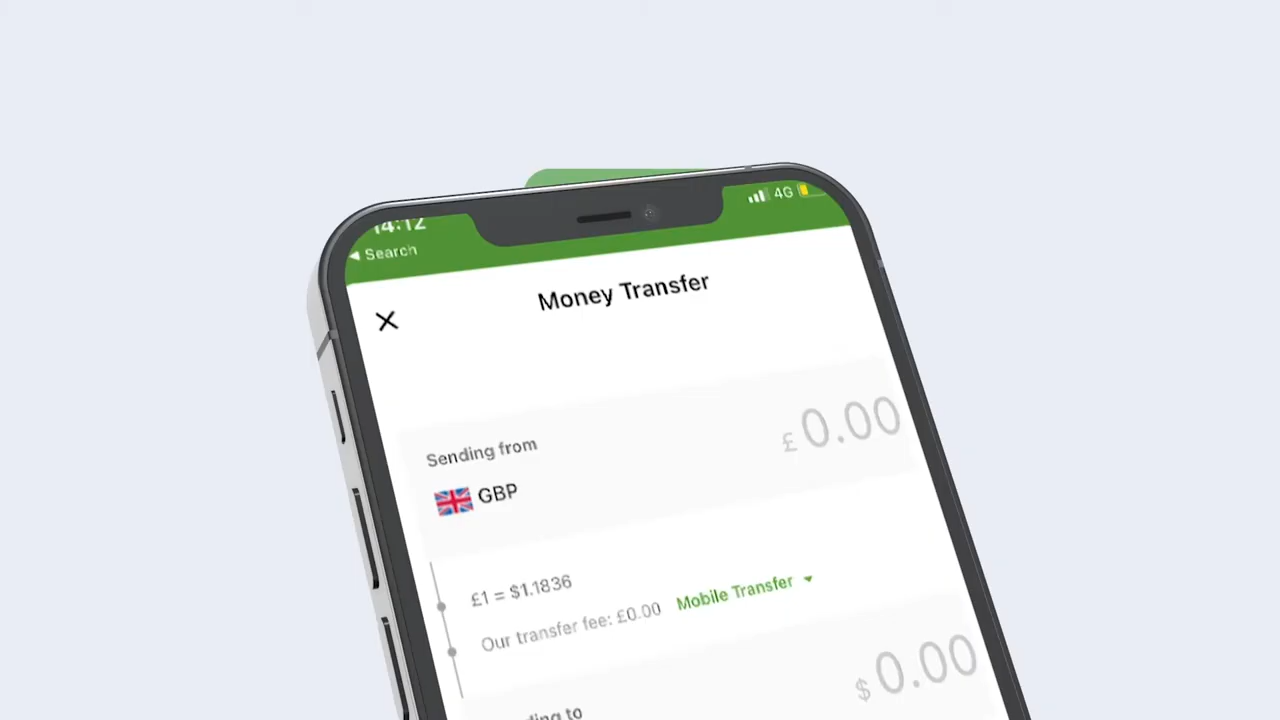 14:12
4G
Search
Money Transfer
Sending from
£ 0.00
GBP
£1 = $1.1836
Our transfer fee: £0.00 Mobile Transfer
$ 0.00
to